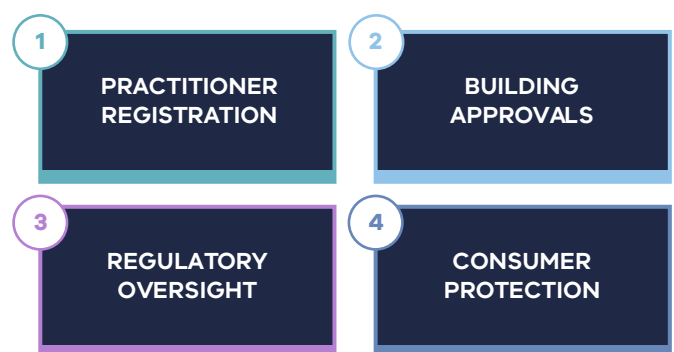 1
PRACTITIONER
REGISTRATION
2
BUILDING
APPROVALS
3
REGULATORY
OVERSIGHT
4
CONSUMER
PROTECTION